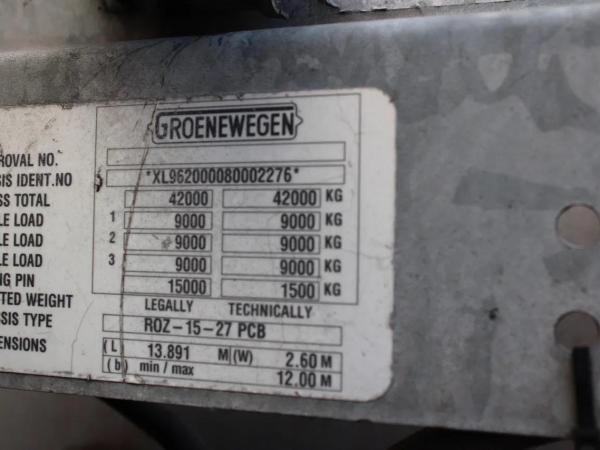 GROENEWEGEN
ROVAL NO.
SIS IDENT.NO *XL962000080002276*
SS TOTAL 42000 42000 KG
LE LOAD 1 9000 9000 KG
LE LOAD 2 9000 9000 KG
LE LOAD 3 9000 9000 KG
NG PIN 15000 1500 KG
TED WEIGHT LEGALLY TECHNICALLY
SIS TYPE ROZ-15-27 PCB
ENSIONS (L 13.891 M (W) 2.60 M
(b) min / max 12.00 M